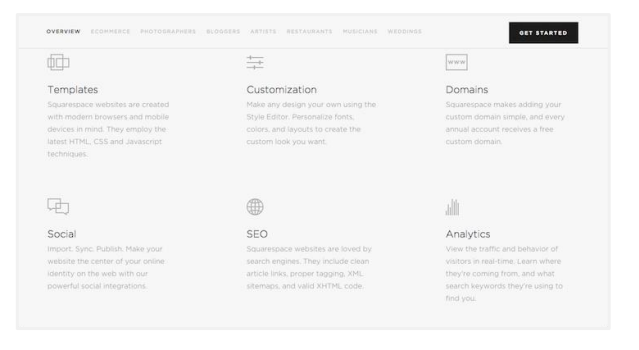 OVERVIEW ECOMMERCE PHOTOGRAPHERS BLOGGERS ARTISTS RESTAURANTS MUSICIANS WEDDINGS GET STARTED
www
Templates
Squarespace websites are created
with modern browsers and mobile
devices in mind. They employ the
latest HTML, CSS and Javascript
techniques.
Customization
Make any design your own using the
Style Editor. Personalize fonts,
colors, and layouts to create the
custom look you want.
Domains
Squarespace makes adding your
custom domain simple, and every
annual account receives a free
custom domain.
Social
Import. Sync. Publish. Make your
website the center of your online
identity on the web with our
powerful social integrations.
SEO
Squarespace websites are loved by
search engines. They include clean
article links, proper tagging, XML
sitemaps, and valid XHTML code.
Analytics
View the traffic and behavior of
visitors in real-time. Learn where
they're coming from, and what
search keywords they're using to
find you.